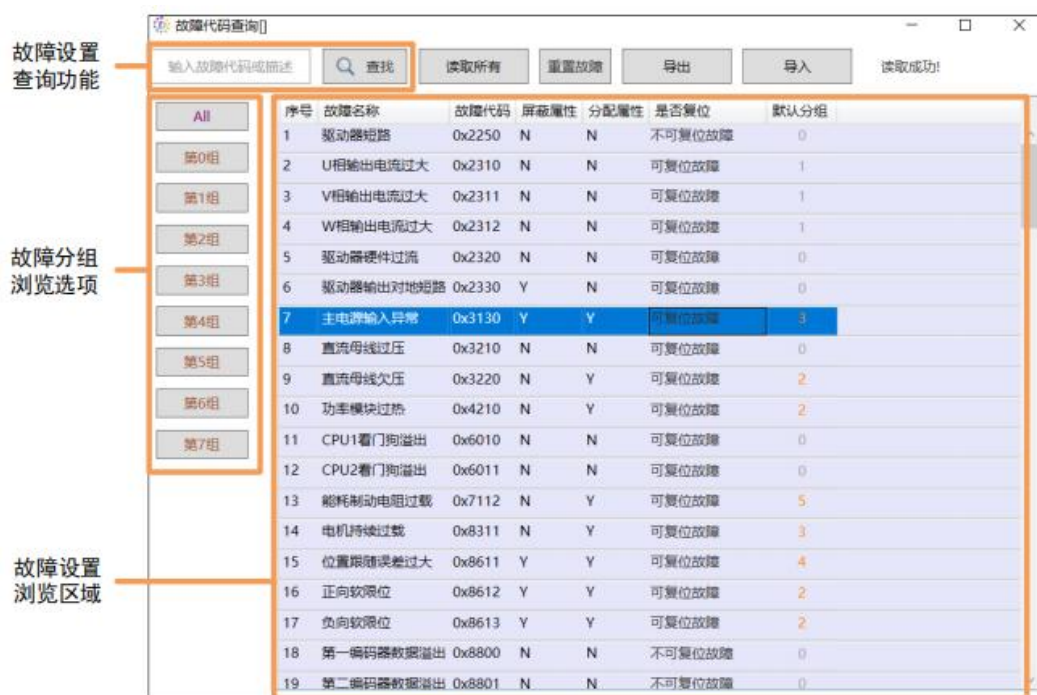 故障代码查询[]
故障设置
查询功能
输入故障代码或描述 查找 读取所有 重置故障 导出 导入 读取成功!
故障分组
浏览选项
All
第0组
第1组
第2组
第3组
第4组
第5组
第6组
第7组
故障设置
浏览区域
序号 故障名称 故障代码 屏蔽属性 分配属性 是否复位 默认分组
1 驱动器短路 0x2250 N N 不可复位故障 0
2 U相输出电流过大 0x2310 N N 可复位故障 1
3 V相输出电流过大 0x2311 N N 可复位故障 1
4 W相输出电流过大 0x2312 N N 可复位故障 1
5 驱动器硬件过流 0x2320 N N 可复位故障 0
6 驱动器输出对地短路 0x2330 Y N 可复位故障 0
7 主电源输入异常 0x3130 Y Y 可复位故障 3
8 直流母线过压 0x3210 N N 可复位故障 0
9 直流母线欠压 0x3220 N Y 可复位故障 2
10 功率模块过热 0x4210 N Y 可复位故障 2
11 CPU1看门狗溢出 0x6010 N N 可复位故障 0
12 CPU2看门狗溢出 0x6011 N N 可复位故障 0
13 能耗制动电阻过载 0x7112 N Y 可复位故障 5
14 电机持续过载 0x8311 N Y 可复位故障 3
15 位置跟随误差过大 0x8611 Y Y 可复位故障 4
16 正向软限位 0x8612 Y Y 可复位故障 2
17 负向软限位 0x8613 Y Y 可复位故障 2
18 第一编码器数据溢出 0x8800 N N 不可复位故障 0
19 第二编码器数据溢出 0x8801 N N 不可复位故障 0